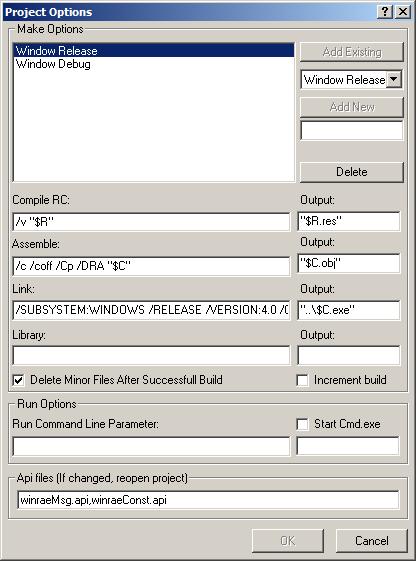 Project Options
Make Options
Window Release
Window Debug
Add Existing
Window Release
Add New
Delete
Compile RC:
Output:
/v "$R"
"$R.res"
Assemble:
Output:
/c /coff /Cp /DRA "$C"
"$C.obj"
Link:
Output:
/SUBSYSTEM:WINDOWS /RELEASE /VERSION:4.0
"..\$C.exe"
Library:
Output:
Delete Minor Files After Successfull Build
Increment build
Run Options
Run Command Line Parameter:
Start Cmd.exe
Api files (If changed, reopen project)
winraeMsg.api,winraeConst.api
OK
Cancel